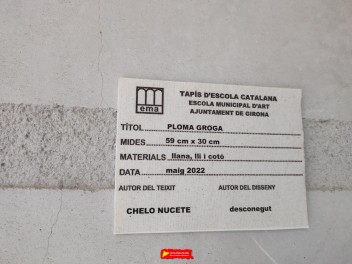 ema
TAPÍS D'ESCOLA CATALANA
ESCOLA MUNICIPAL D'ART
AJUNTAMENT DE GIRONA
TÍTOL PLOMA GROGA
MIDES 59 cm x 30 cm
MATERIALS llana, lli i cotò
DATA maig 2022
AUTOR DEL TEIXIT AUTOR DEL DISSENY
CHELO NUCETE desconegut